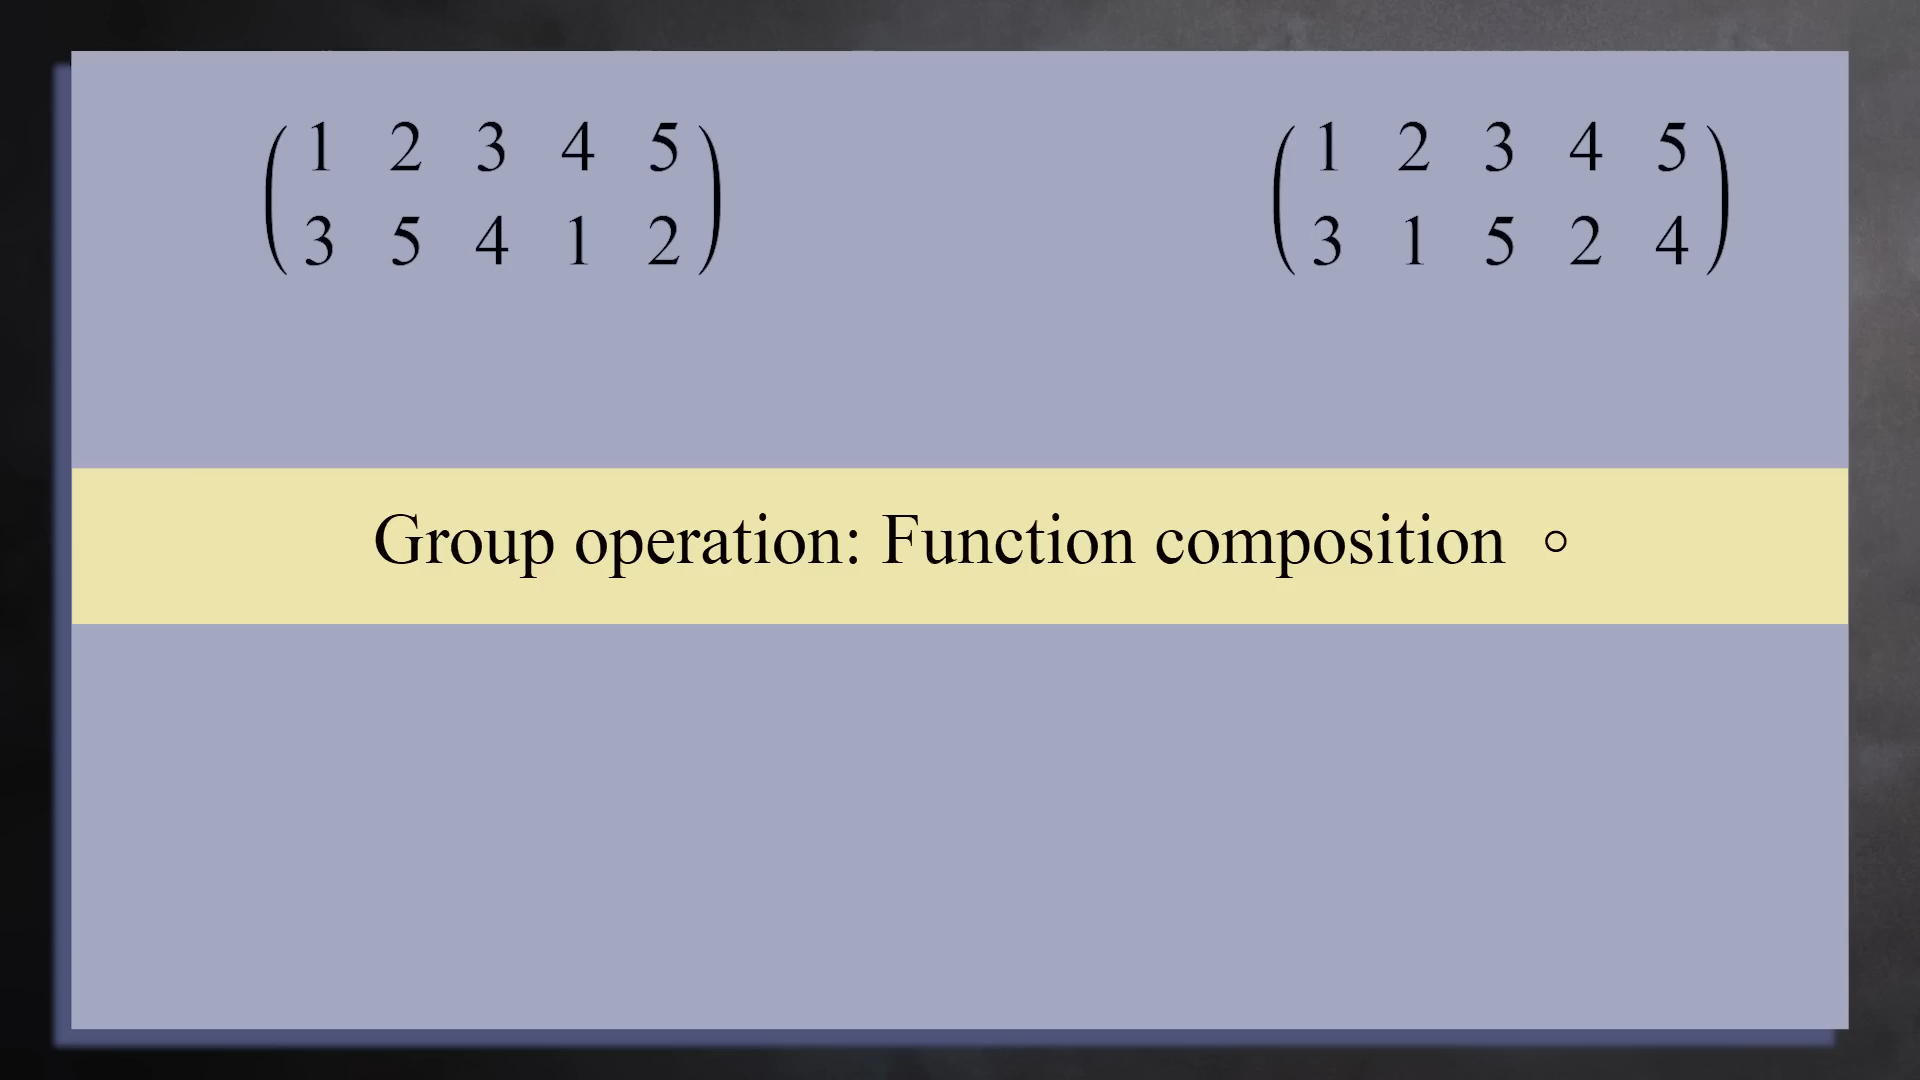 1 2 3 4 5 1 2 3 4 5
3 5 4 1 2 3 1 5 2 4
Group operation: Function composition ∘